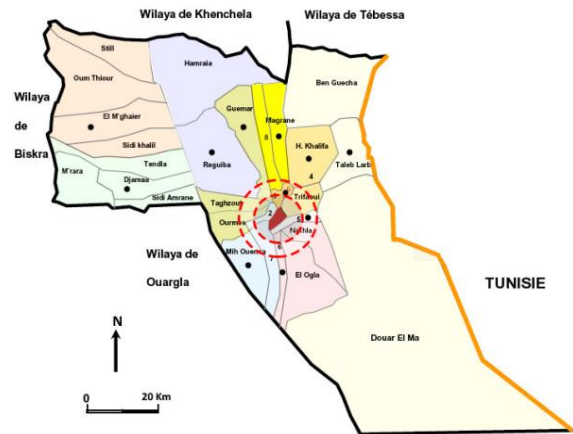 Wilaya de Khenchela
Wilaya de Tébessa
Still
Hamraia
Oum Thiour
Ben Guecha
Wilaya
de
Biskra
Guemar
Magrane
El M'ghaier
8
H. Khalifa
Sidi khalil
Reguiba
Taleb Larbi
Tendla
4
M'rara
Djamaa
Sidi Amrane
Taghzout
Trifaoui
2
5
Ourmes
Nakhla
6
Wilaya de
Ouargla
Mih Ouensa
7
El Ogla
TUNISIE
Douar El Ma
N
0
20 Km